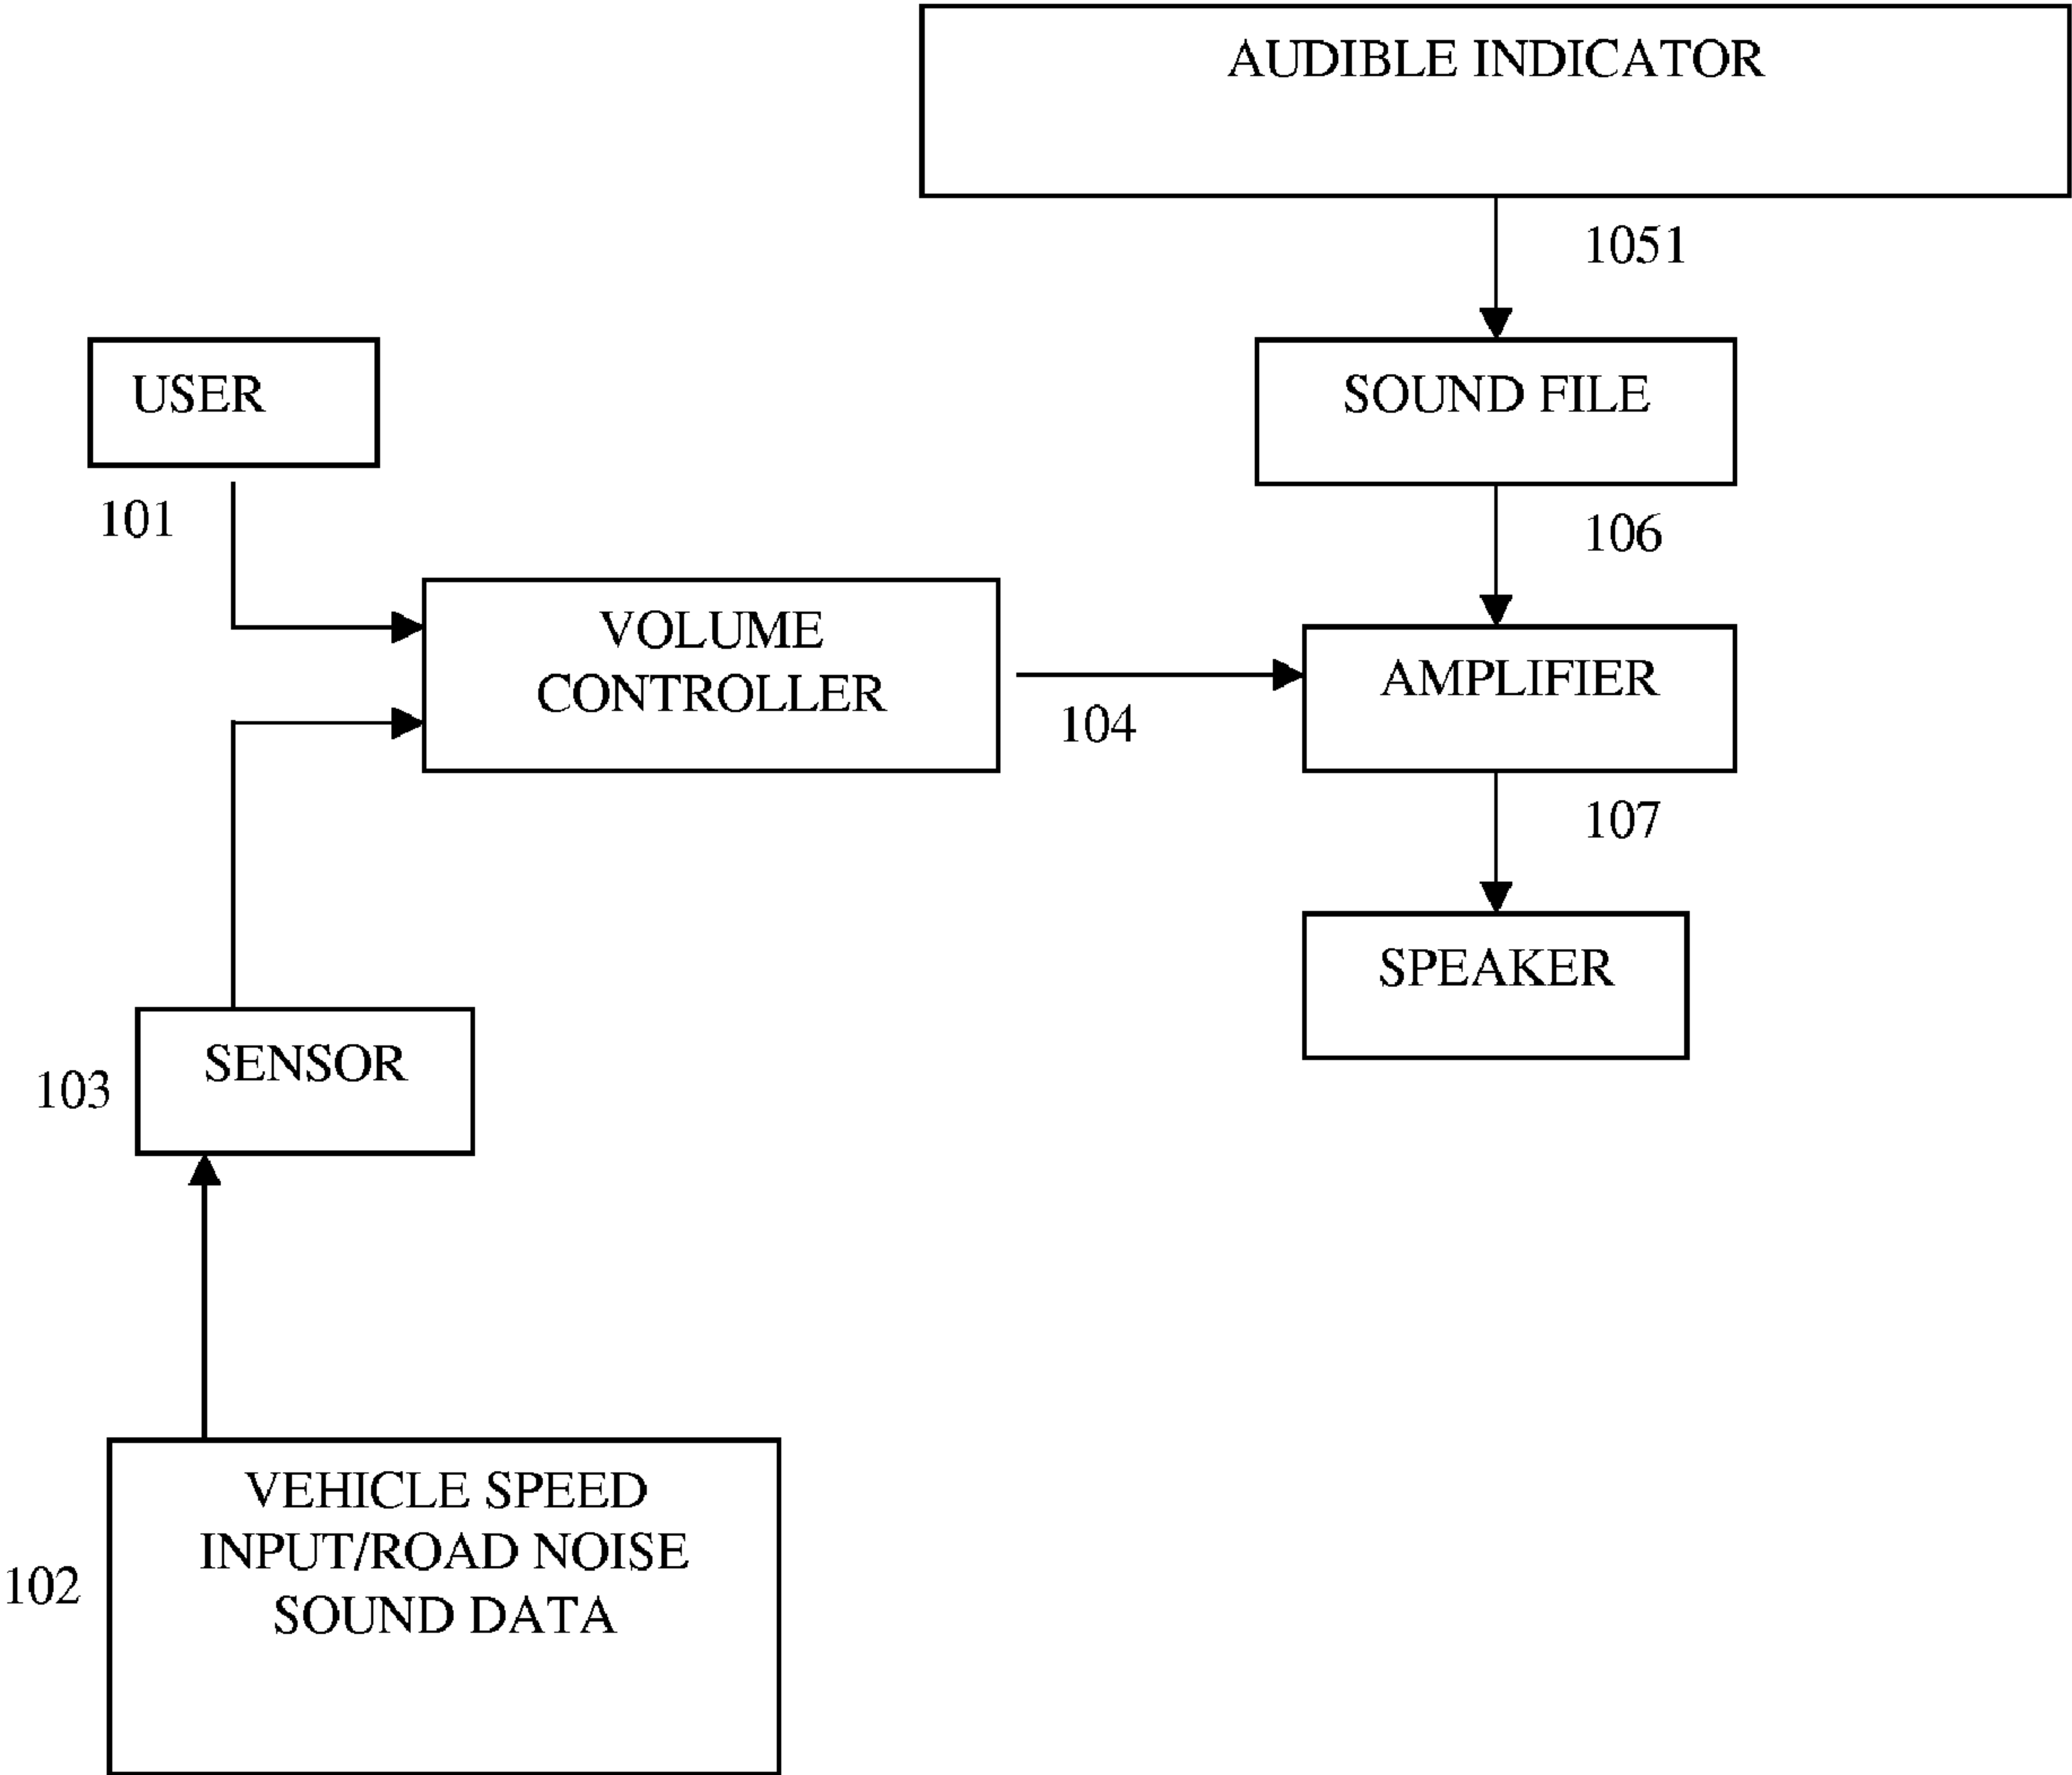 AUDIBLE INDICATOR
1051
USER
SOUND FILE
101
106
VOLUME
CONTROLLER
AMPLIFIER
104
107
SPEAKER
SENSOR
103
VEHICLE SPEED
INPUT/ROAD NOISE
SOUND DATA
102